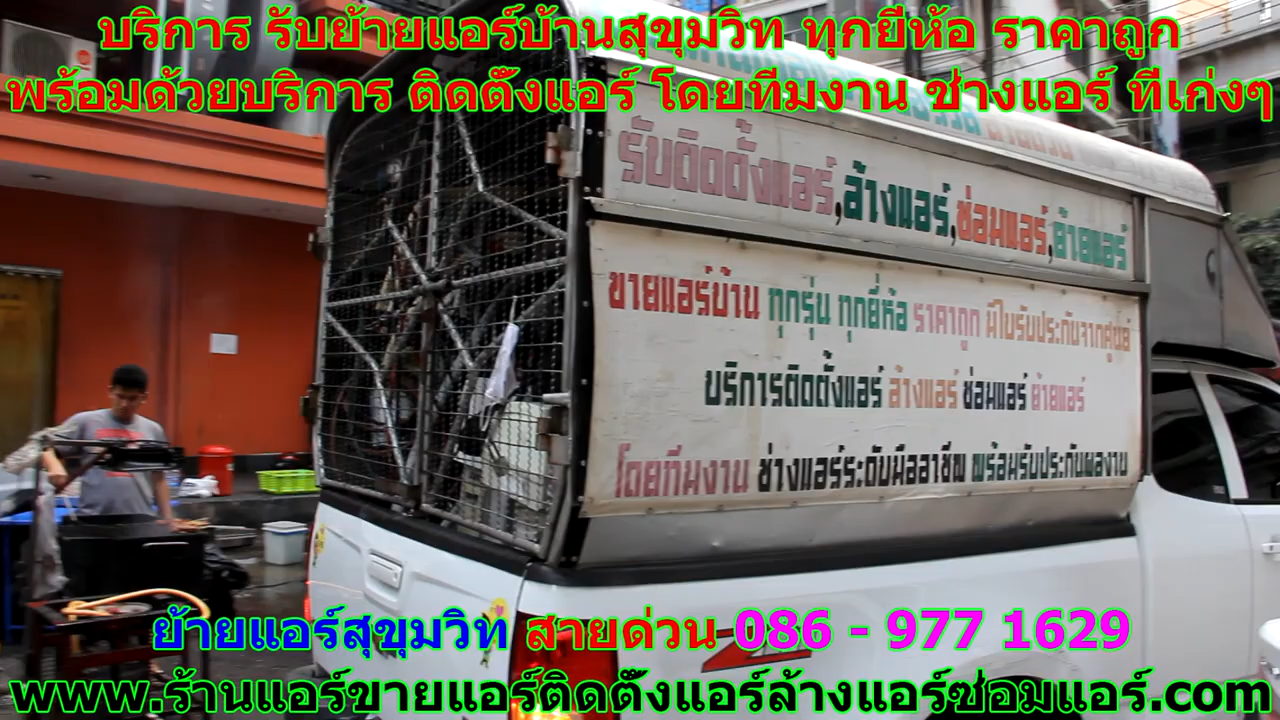 บริการ รับย้ายแอร์บ้านสุขุมวิท ทุกยี่ห้อ ราคาถูก
พร้อมด้วยบริการ ติดตั้งแอร์ โดยทีมงาน ช่างแอร์ ที่เก่งๆ
รับติดตั้งแอร์,ล้างแอร์,ซ่อมแอร์,ย้ายแอร์
ขายแอร์บ้าน ทุกรุ่น ทุกยี่ห้อ ราคาถูก มีใบรับประกันจากศูนย์
บริการติดตั้งแอร์ ล้างแอร์ ซ่อมแอร์ ย้ายแอร์
โดยทีมงาน ช่างแอร์ระดับมืออาชีพ พร้อมรับประกันผลงาน
ย้ายแอร์สุขุมวิท สายด่วน 086 - 977 1629
www.ร้านแอร์ขายแอร์ติดตั้งแอร์ล้างแอร์ซ่อมแอร์.com